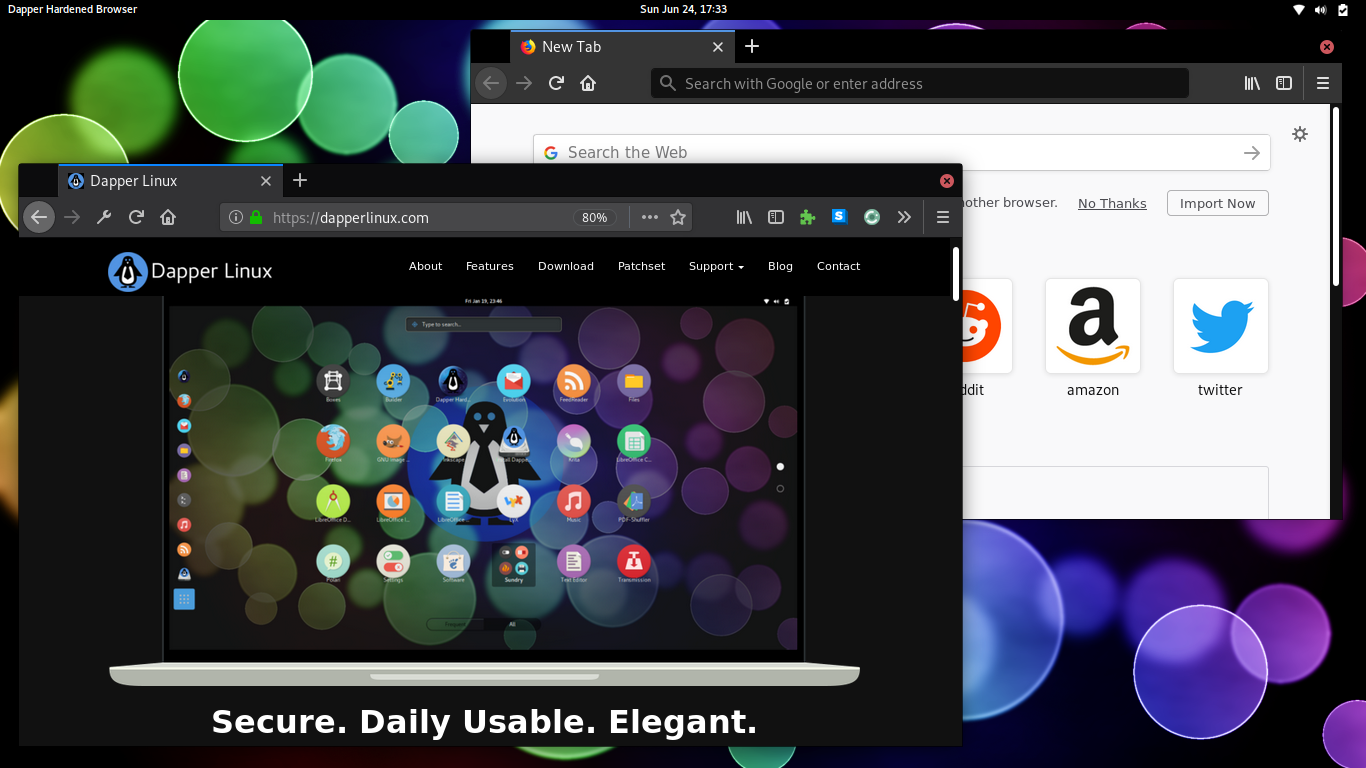 Dapper Hardened Browser
Sun Jun 24, 17:33
New Tab
Search with Google or enter address
Search the Web
nother browser.
No Thanks
Import Now
ddit
amazon
twitter
Dapper Linux
https://dapperlinux.com
80%
S
Dapper Linux
About
Features
Download
Patchset
Support
Blog
Contact
Fri Jan 19, 23:46
Type to search...
Boxes
Builder
Dapper Hard...
Evolution
Feedreader
Files
Firefox
GNU Image ...
Inkscape
Krita
LibreOffice C...
LibreOffice D...
LibreOffice I...
LibreOffice ...
LyX
Music
PDF-Shuffler
Polari
Settings
Software
Sundry
Text Editor
Transmission
Frequent
All
Secure. Daily Usable. Elegant.